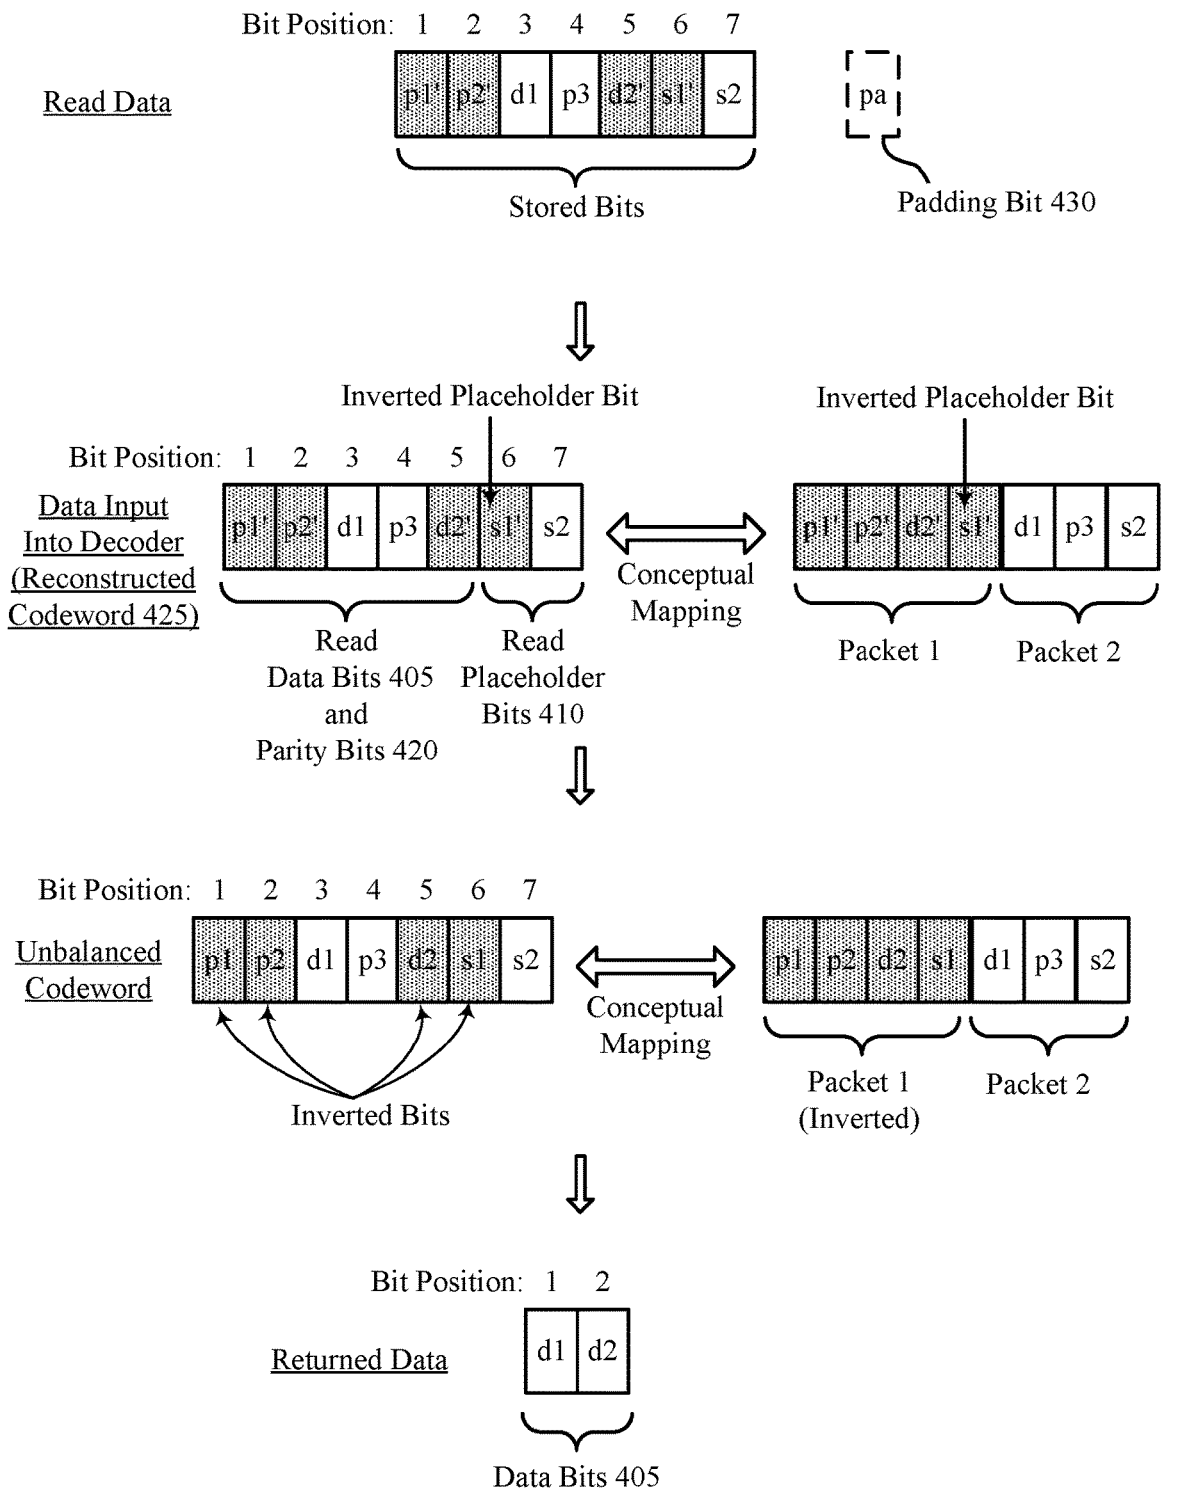 Bit Position: 1 2 3 4 5 6 7
Read Data
p1' p2' d1 p3 d2' s1' s2
pa
Stored Bits
Padding Bit 430
Inverted Placeholder Bit
Inverted Placeholder Bit
Bit Position: 1 2 3 4 5 6 7
Data Input
Into Decoder
(Reconstructed
Codeword 425)
p1' p2' d1 p3 d2' s1' s2
Conceptual
Mapping
p1' p2' d2' s1' d1 p3 s2
Read
Data Bits 405
and
Parity Bits 420
Read
Placeholder
Bits 410
Packet 1
Packet 2
Bit Position: 1 2 3 4 5 6 7
Unbalanced
Codeword
p1 p2 d1 p3 d2 s1 s2
Conceptual
Mapping
p1 p2 d2 s1 d1 p3 s2
Inverted Bits
Packet 1
(Inverted)
Packet 2
Bit Position: 1 2
Returned Data
d1 d2
Data Bits 405